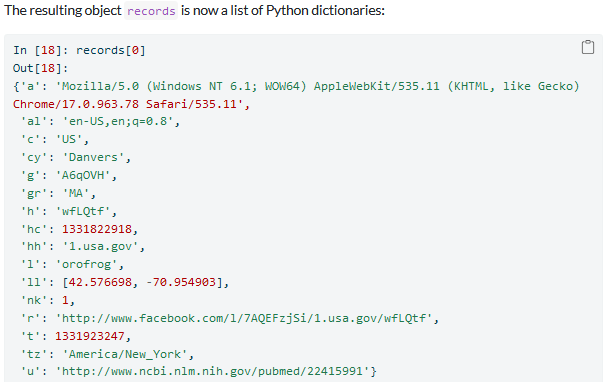 The resulting object records is now a list of Python dictionaries:
In [18]: records[0]
Out[18]:
{'a': 'Mozilla/5.0 (Windows NT 6.1; WOW64) AppleWebKit/535.11 (KHTML, like Gecko)
Chrome/17.0.963.78 Safari/535.11',
'al': 'en-US,en;q=0.8',
'c': 'US',
'cy': 'Danvers',
'g': 'A6qOVH',
'gr': 'MA',
'h': 'wfLQtf',
'hc': 1331822918,
'hh': '1.usa.gov',
'l': 'orofrog',
'll': [42.576698, -70.954903],
'nk': 1,
'r': 'http://www.facebook.com/l/7AQEFzjSi/1.usa.gov/wfLQtf',
't': 1331923247,
'tz': 'America/New_York',
'u': 'http://www.ncbi.nlm.nih.gov/pubmed/22415991'}